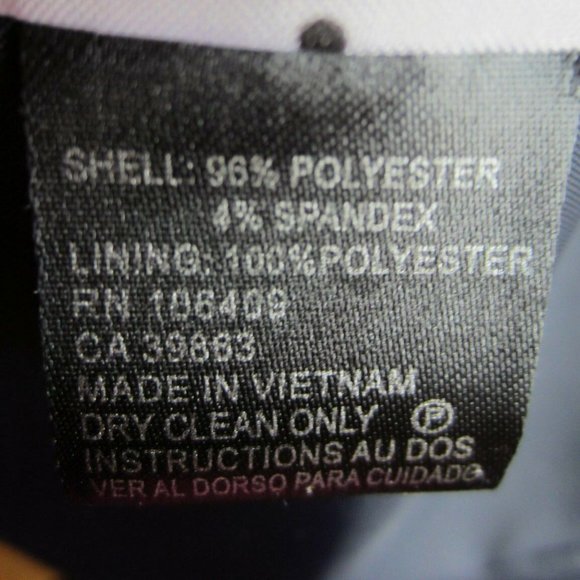 SHELL: 96% POLYESTER
4% SPANDEX
LINING: 100% POLYESTER
RN 106409
CA 39883
MADE IN VIETNAM
DRY CLEAN ONLY Ⓟ
INSTRUCTIONS AU DOS
VER AL DORSO PARA CUIDADO